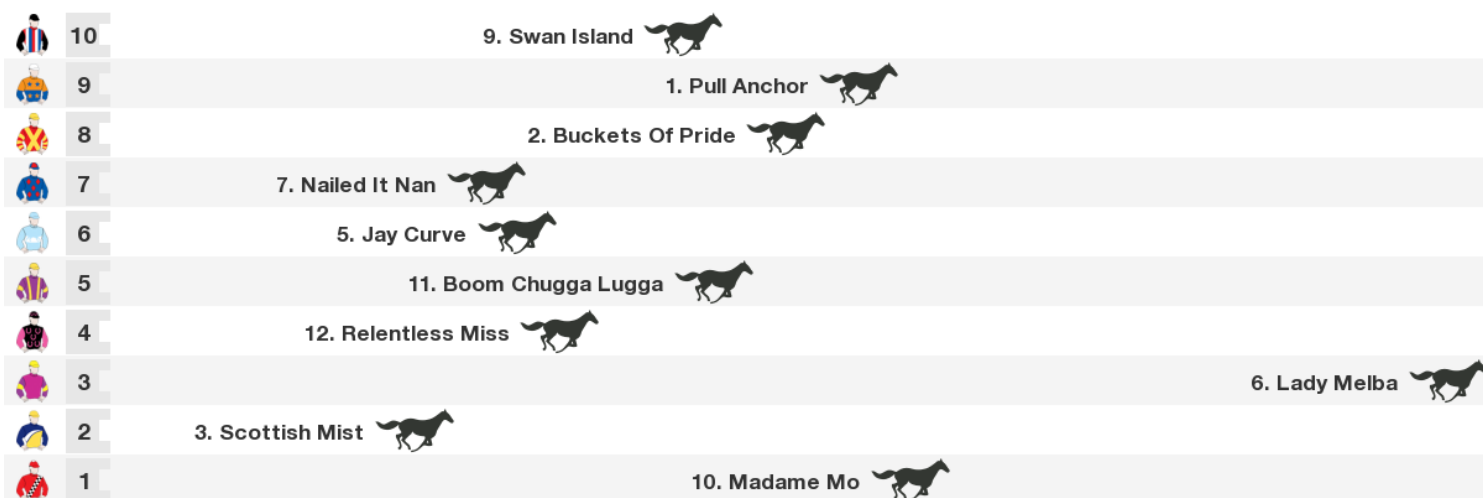 10 9. Swan Island
9 1. Pull Anchor
8 2. Buckets Of Pride
7 7. Nailed It Nan
6 5. Jay Curve
5 11. Boom Chugga Lugga
4 12. Relentless Miss
3 6. Lady Melba
2 3. Scottish Mist
1 10. Madame Mo